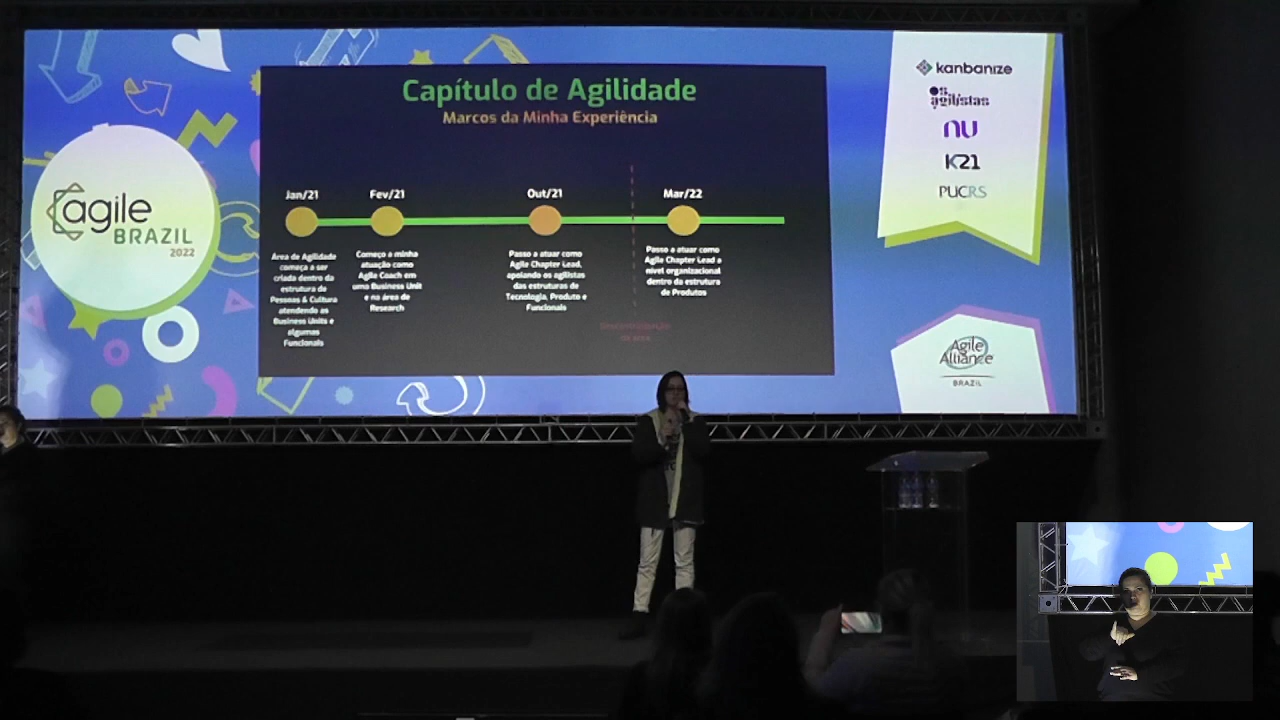 Capítulo de Agilidade
Marcos da Minha Experiência
Jan/21
Área de Agilidade
começa a ser
criada dentro da
estrutura de
Pessoas & Cultura
atendendo as
Business Units e
algumas
Funcionais
Fev/21
Começo a minha
atuação como
Agile Coach em
uma Business Unit
e na área de
Research
Out/21
Passo a atuar como
Agile Chapter Lead,
apoiando os agilistas
das estruturas de
Tecnologia, Produto e
Funcionais
Mar/22
Passo a atuar como
Agile Chapter Lead a
nível organizacional
dentro da estrutura
de Produtos
agile
BRAZIL
2022
kanbanize
os
agilistas
nu
K21
PUCRS
Agile
Alliance
BRAZIL